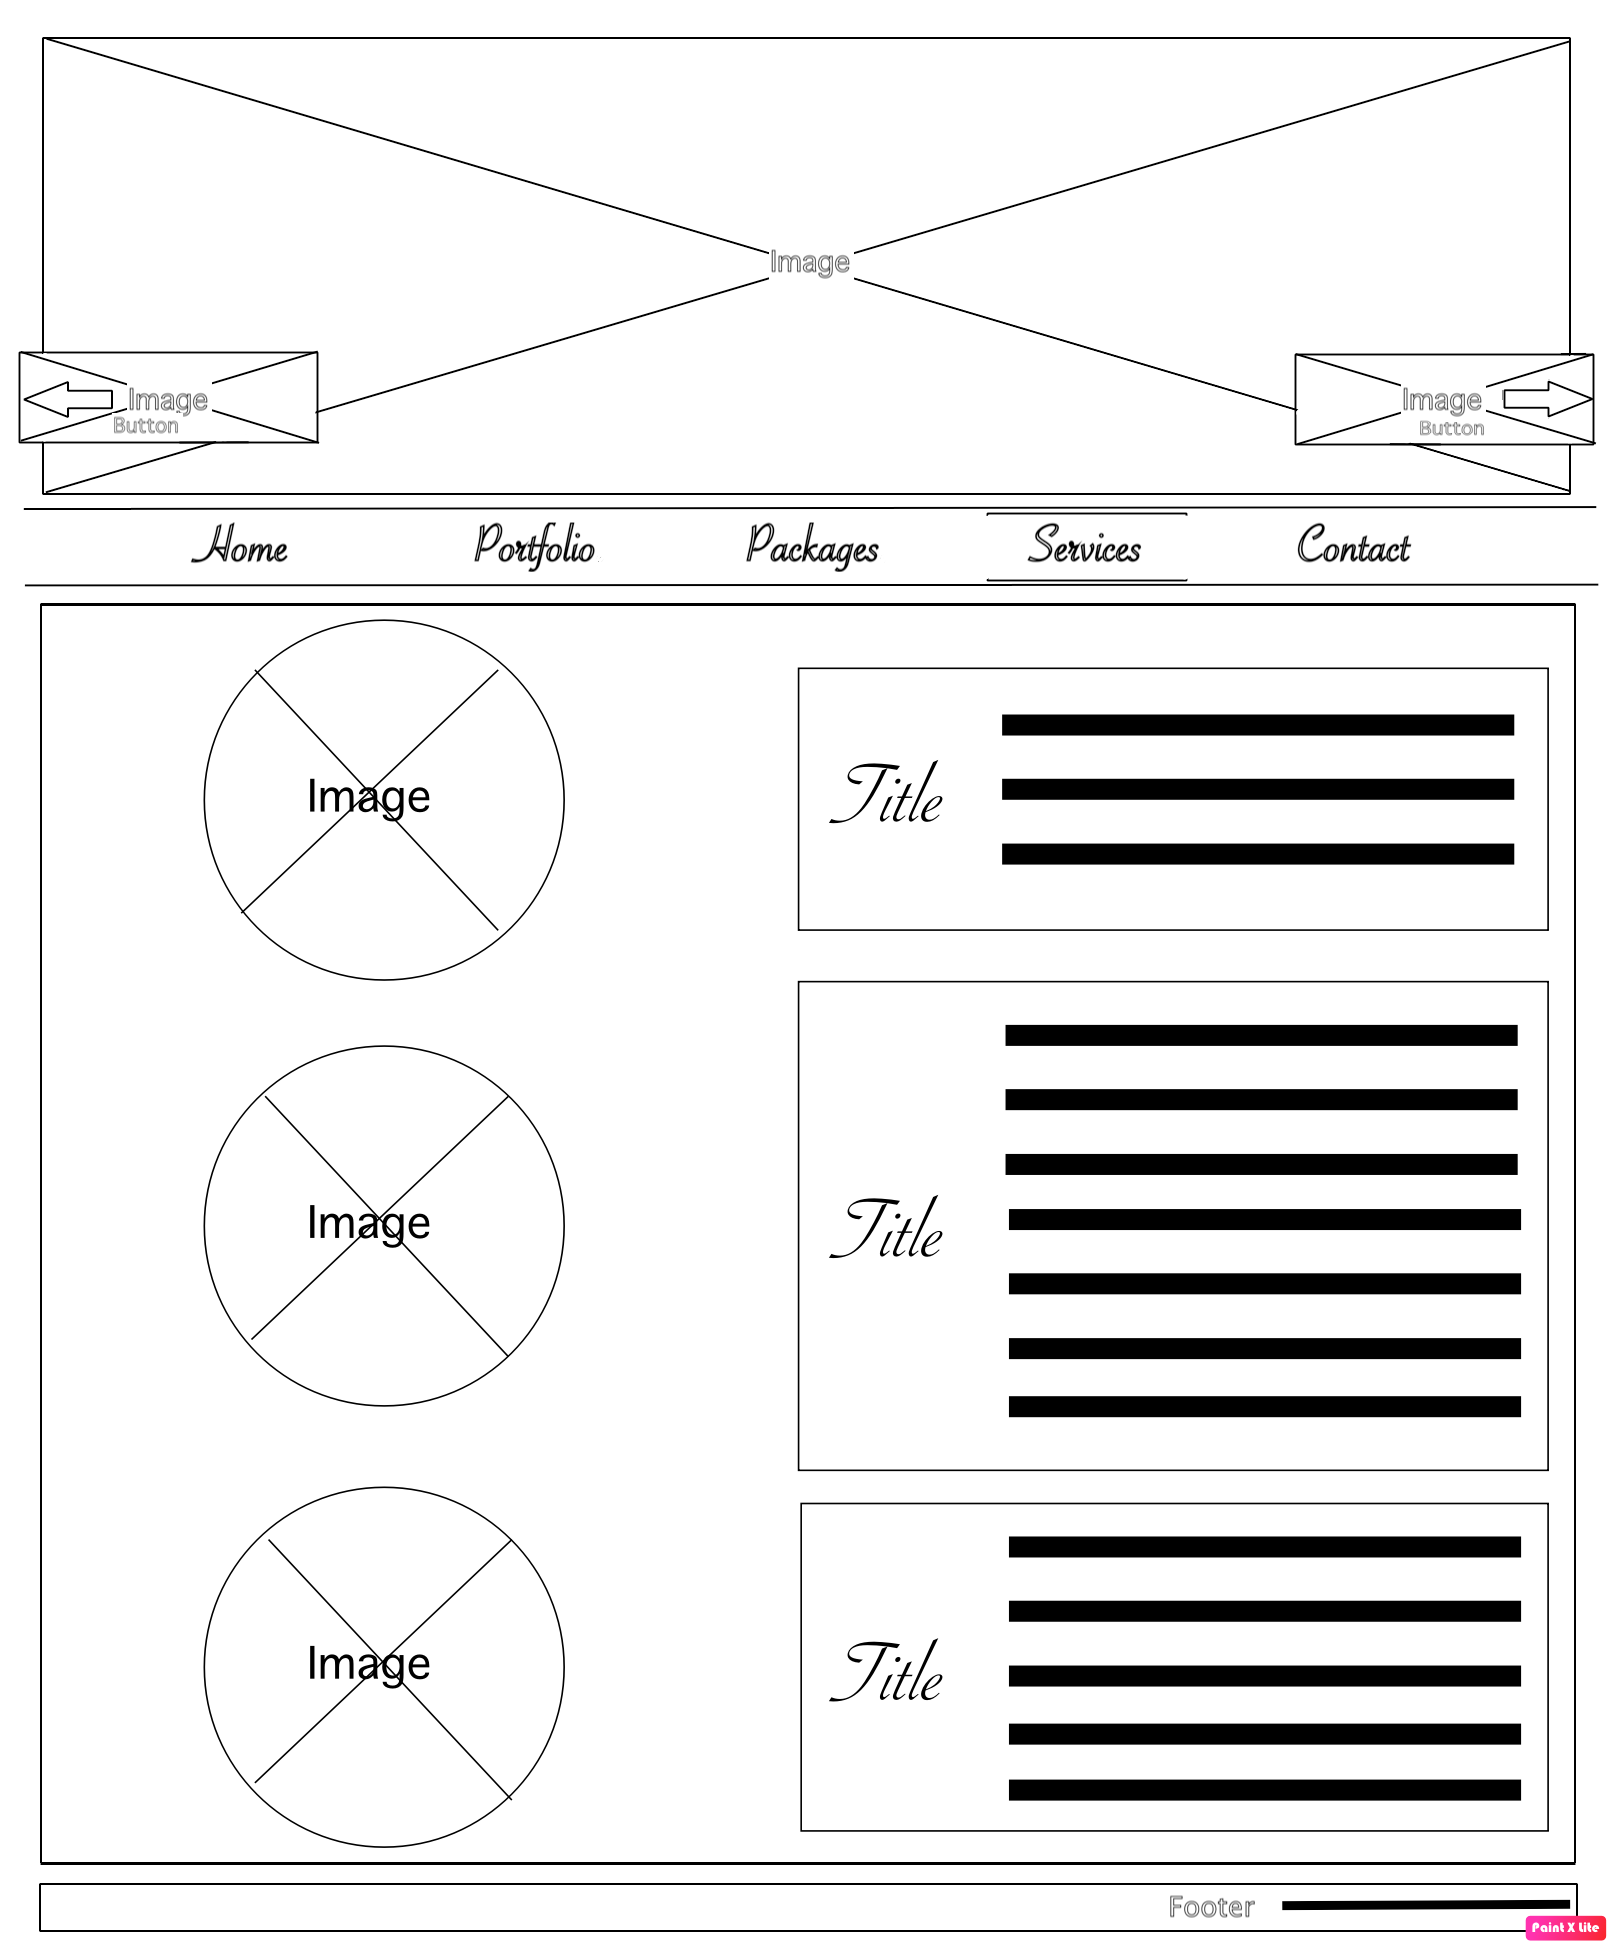 Image
Image
Button
Image
Button
Home Portfolio Packages Services Contact
Image
Title
Image
Title
Image
Title
Footer
Paint X Lite